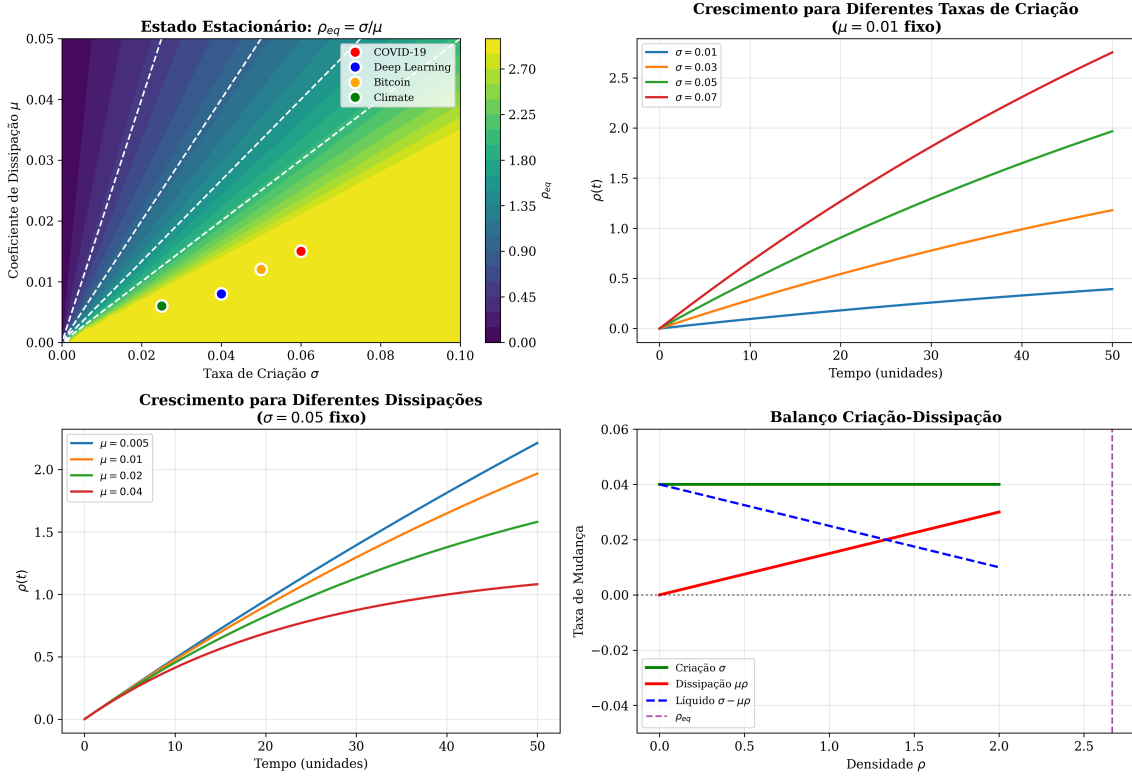 Estado Estacionário: ρeq = σ/μ
Coeficiente de Dissipação μ
0.05
0.04
0.03
0.02
0.01
0.00
0.00
0.02
0.04
0.06
0.08
0.10
Taxa de Criação σ
COVID-19
Deep Learning
Bitcoin
Climate
2.70
2.25
1.80
1.35
0.90
0.45
0.00
ρeq
Crescimento para Diferentes Taxas de Criação
(μ = 0.01 fixo)
σ = 0.01
σ = 0.03
σ = 0.05
σ = 0.07
ρ(t)
2.5
2.0
1.5
1.0
0.5
0.0
0
10
20
30
40
50
Tempo (unidades)
Crescimento para Diferentes Dissipações
(σ = 0.05 fixo)
μ = 0.005
μ = 0.01
μ = 0.02
μ = 0.04
ρ(t)
2.0
1.5
1.0
0.5
0.0
0
10
20
30
40
50
Tempo (unidades)
Balanço Criação-Dissipação
Taxa de Mudança
0.06
0.04
0.02
0.00
−0.02
−0.04
Criação σ
Dissipação μρ
Líquido σ − μρ
ρeq
0.0
0.5
1.0
1.5
2.0
2.5
Densidade ρ